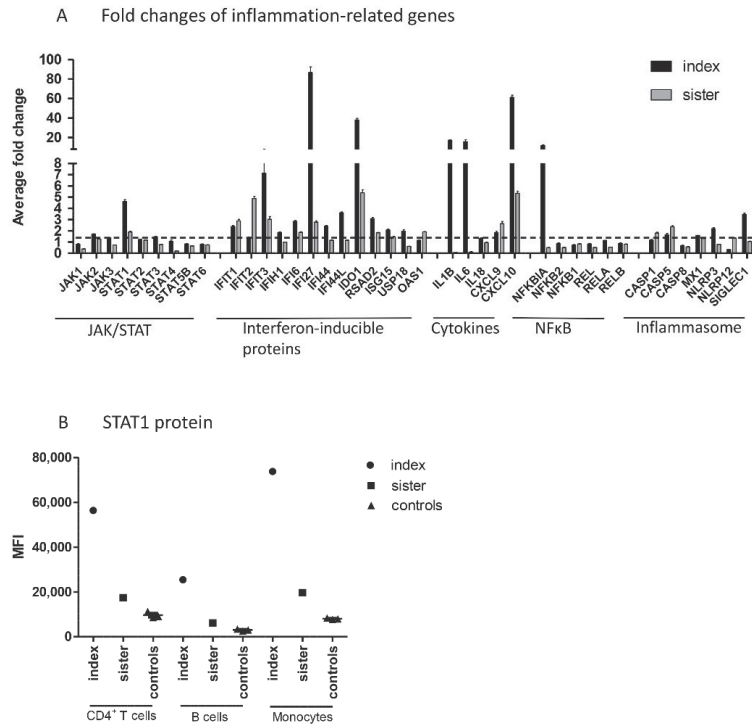 A Fold changes of inflammation-related genes
Average fold change
100
80
60
40
20
8
7
6
5
4
3
2
1
0
index
sister
JAK1 JAK2 JAK3 STAT1 STAT2 STAT3 STAT4 STAT5B STAT6 IFIT1 IFIT2 IFIT3 IFIH1 IFI6 IFI27 IFI44 IFI44L IDO1 RSAD2 ISG15 USP18 OAS1 IL1B IL6 IL18 CXCL9 CXCL10 NFKBIA NFKB2 NFKB1 REL RELA RELB CASP1 CASP5 CASP8 MX1 NLRP3 NLRP12 SIGLEC1
JAK/STAT Interferon-inducible Cytokines NFκB Inflammasome
proteins
B STAT1 protein
MFI
80,000
60,000
40,000
20,000
0
index
sister
controls
index sister controls index sister controls index sister controls
CD4⁺ T cells B cells Monocytes